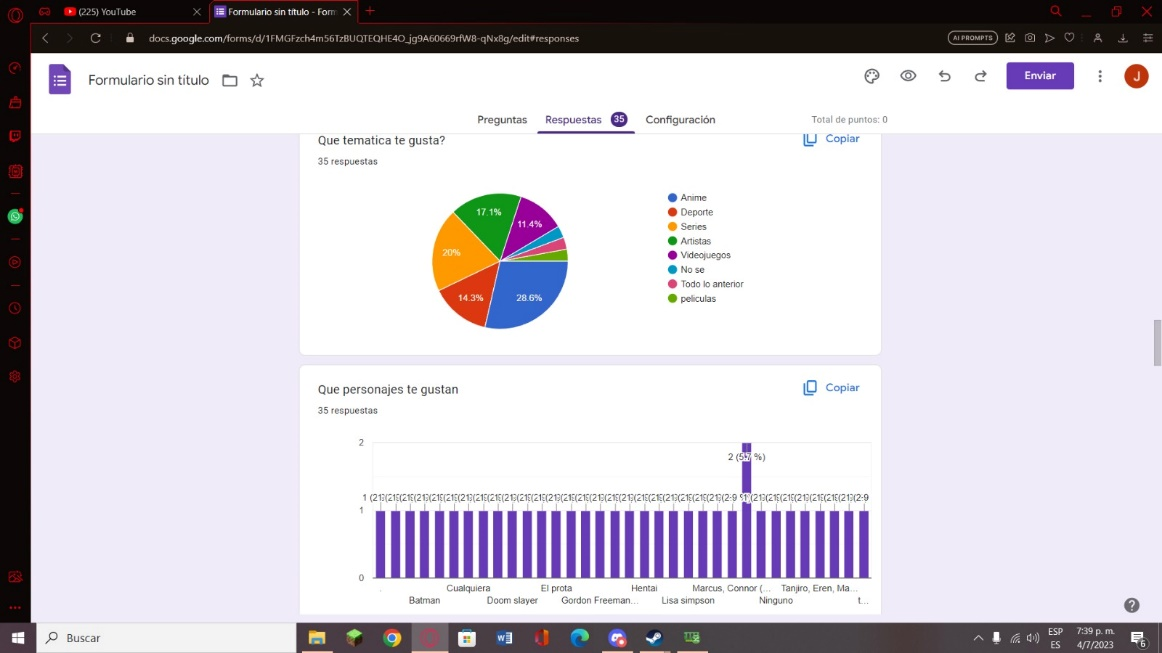 (225) YouTube
Formulario sin título - Form
docs.google.com/forms/d/1FMGFzch4m56TzBUQTEQHE4O_jg9A60669rfW8-qNx8g/edit#responses
AI PROMPTS
Formulario sin título
Enviar
J
Preguntas
Respuestas 35
Configuración
Total de puntos: 0
Que tematica te gusta?
Copiar
35 respuestas
17.1%
11.4%
20%
14.3%
28.6%
Anime
Deporte
Series
Artistas
Videojuegos
No se
Todo lo anterior
peliculas
Que personajes te gustan
Copiar
35 respuestas
2
1
0
Cualquiera
El prota
Hentai
Marcus, Connor (...
Tanjiro, Eren, Ma...
.
Batman
Doom slayer
Gordon Freeman...
Lisa simpson
Ninguno
t...
Buscar
ESP
ES
7:39 p. m.
4/7/2023
6